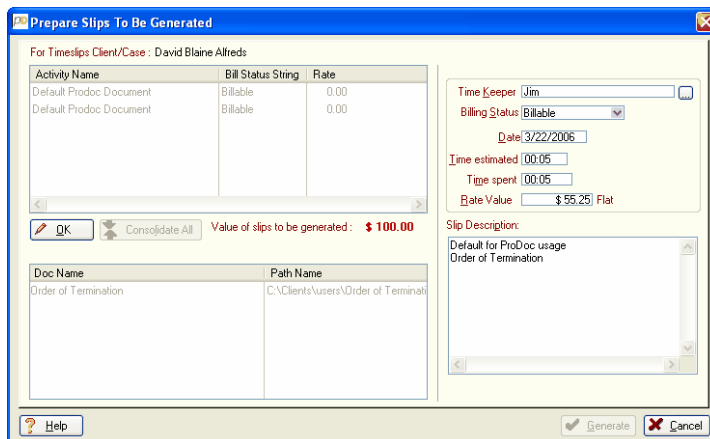 Prepare Slips To Be Generated
For Timeslips Client/Case : David Blaine Alfreds
Activity Name Bill Status String Rate
Default Prodoc Document Billable 0.00
Default Prodoc Document Billable 0.00
OK Consolidate All Value of slips to be generated : $ 100.00
Doc Name Path Name
Order of Termination C:\Clients\users\Order of Terminati
Time Keeper Jim ...
Billing Status Billable
Date 3/22/2006
Time estimated 00:05
Time spent 00:05
Rate Value $ 55.25 Flat
Slip Description:
Default for ProDoc usage
Order of Termination
Help Generate Cancel